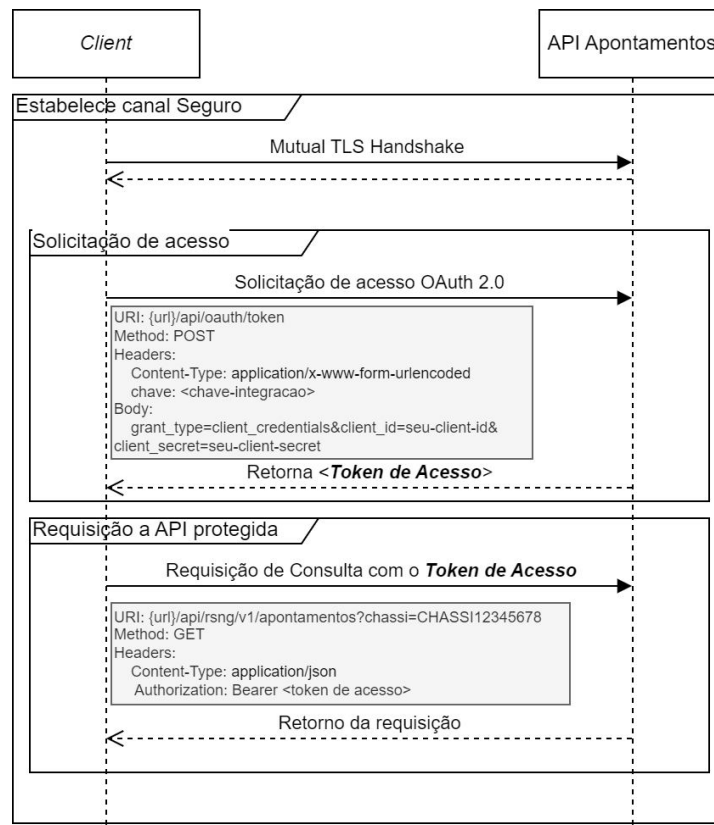 Client
API Apontamentos
Estabelece canal Seguro
Mutual TLS Handshake
Solicitação de acesso
Solicitação de acesso OAuth 2.0
URI: {url}/api/oauth/token
Method: POST
Headers:
Content-Type: application/x-www-form-urlencoded
chave: <chave-integracao>
Body:
grant_type=client_credentials&client_id=seu-client-id&
client_secret=seu-client-secret
Retorna <Token de Acesso>
Requisição a API protegida
Requisição de Consulta com o Token de Acesso
URI: {url}/api/rsng/v1/apontamentos?chassi=CHASSI12345678
Method: GET
Headers:
Content-Type: application/json
Authorization: Bearer <token de acesso>
Retorno da requisição